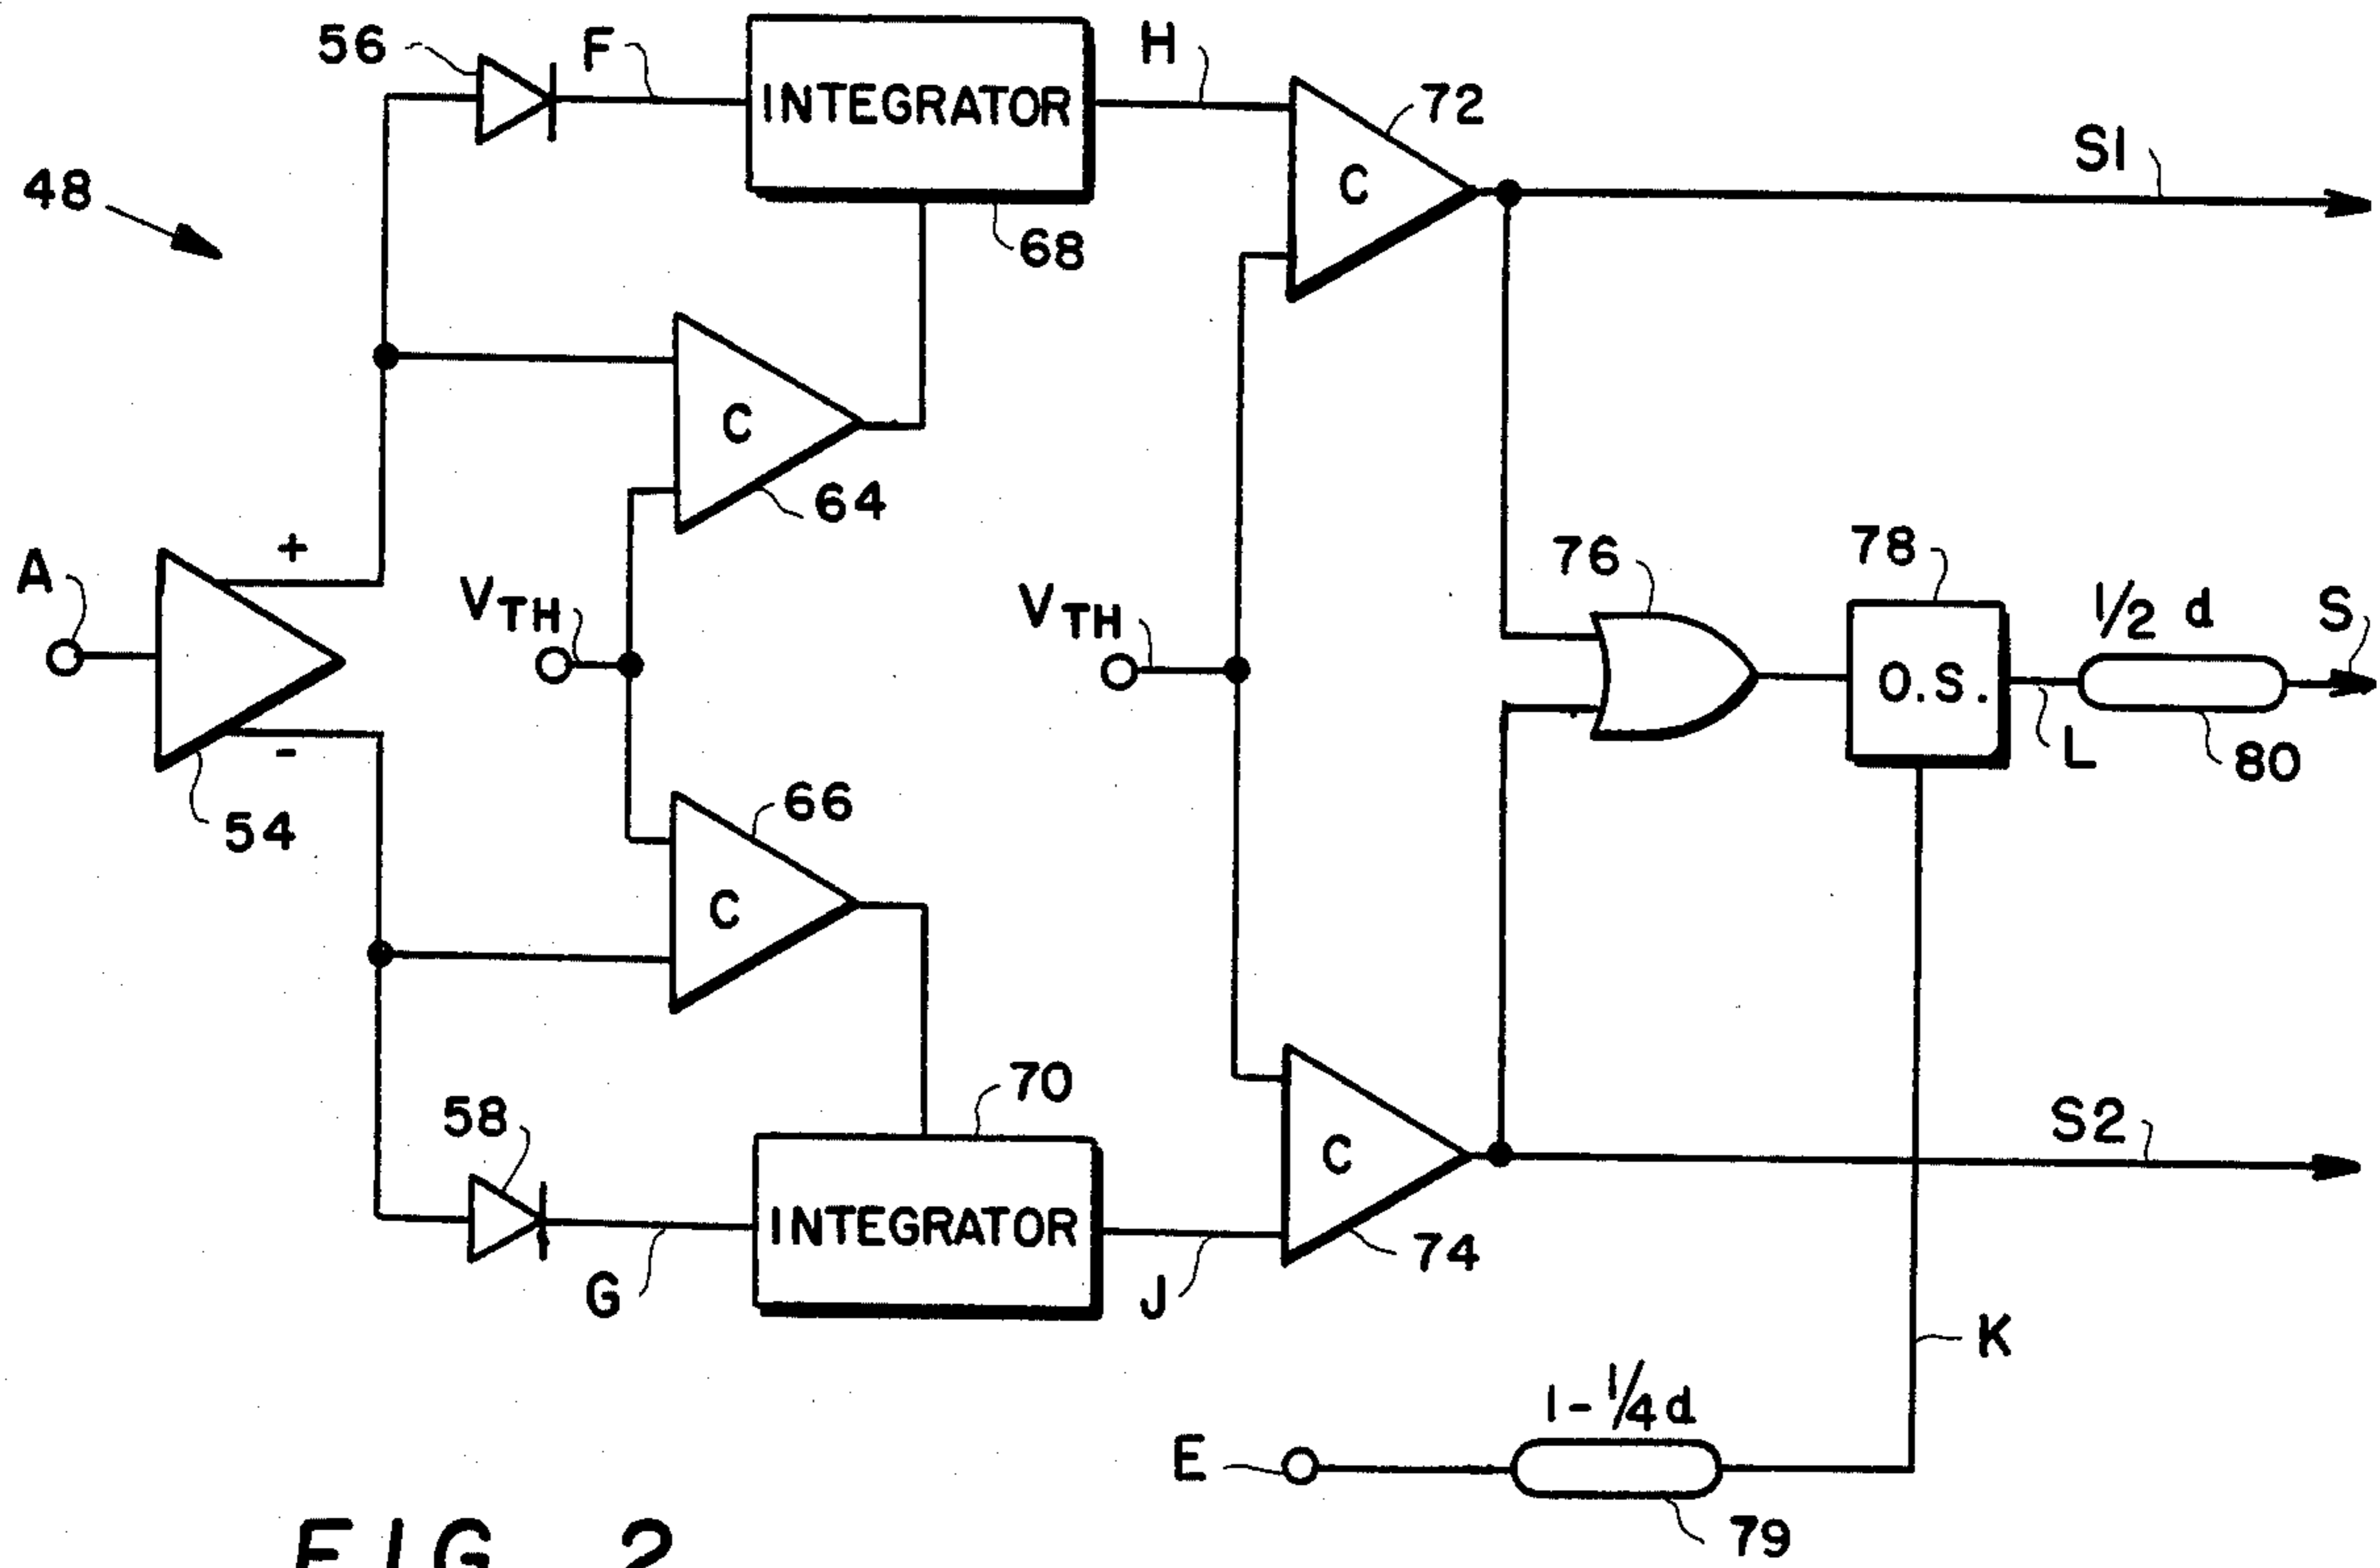 56
F
INTEGRATOR
H
72
S1
48
68
C
C
64
+
A
VTH
VTH
76
78
1/2 d
S
O.S.
L
80
-
54
66
C
58
70
S2
C
INTEGRATOR
74
G
J
K
1-1/4d
E
79
FIG 2